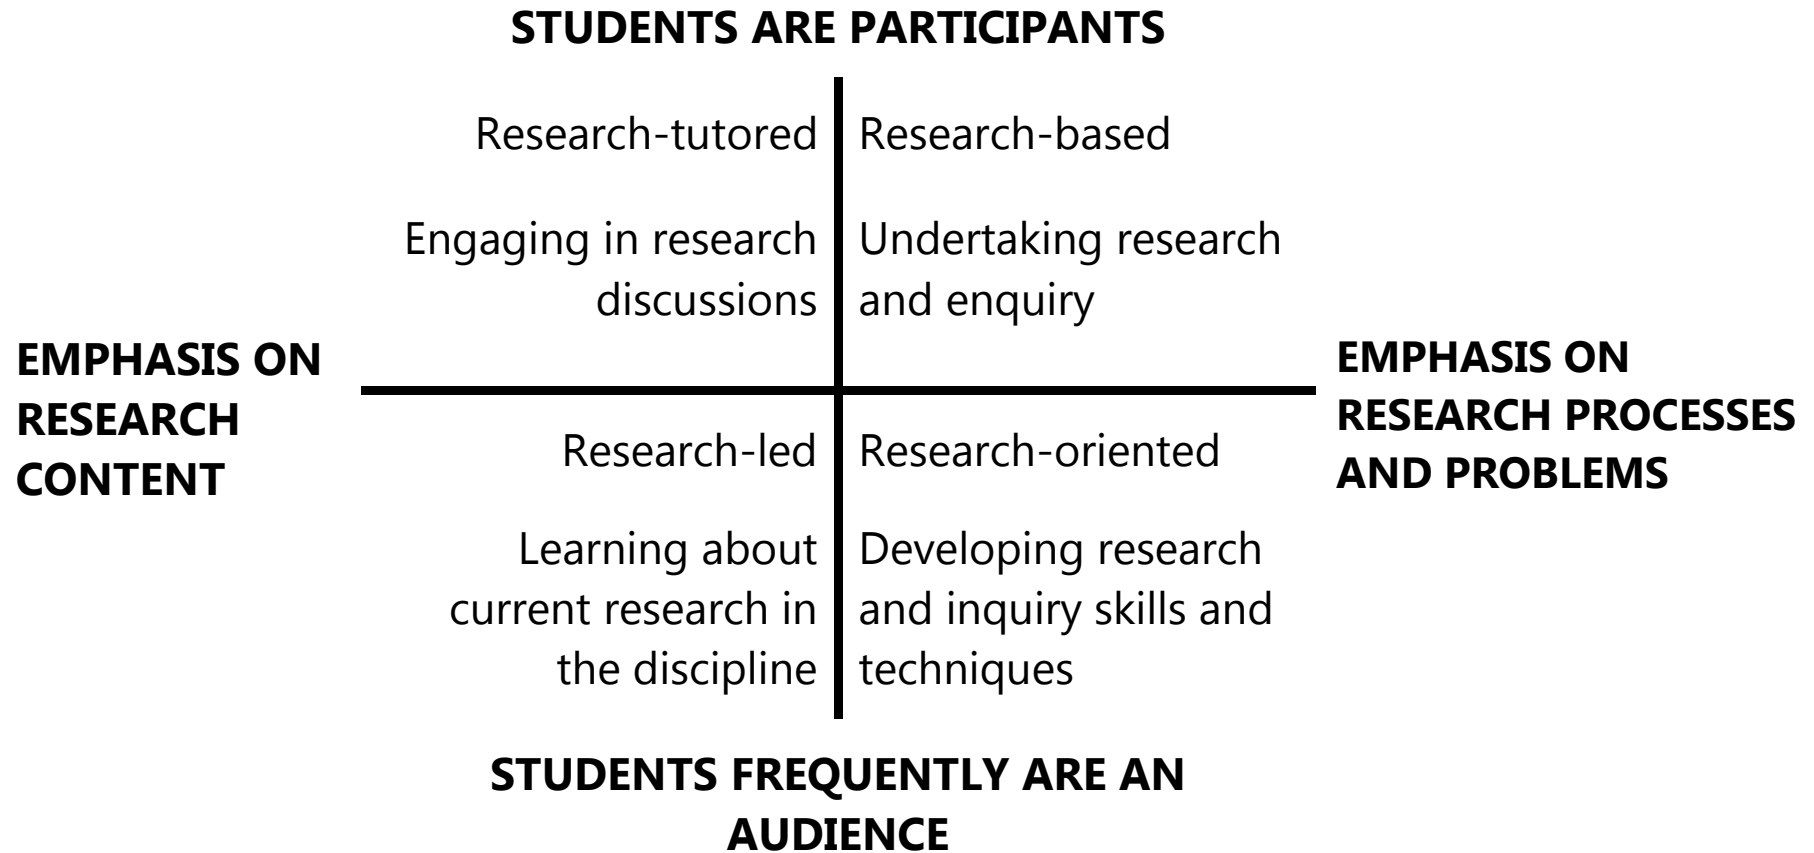 STUDENTS ARE PARTICIPANTS
Research-tutored
Engaging in research
discussions
Research-based
Undertaking research
and enquiry
EMPHASIS ON
RESEARCH
CONTENT
EMPHASIS ON
RESEARCH PROCESSES
AND PROBLEMS
Research-led
Learning about
current research in
the discipline
Research-oriented
Developing research
and inquiry skills and
techniques
STUDENTS FREQUENTLY ARE AN
AUDIENCE